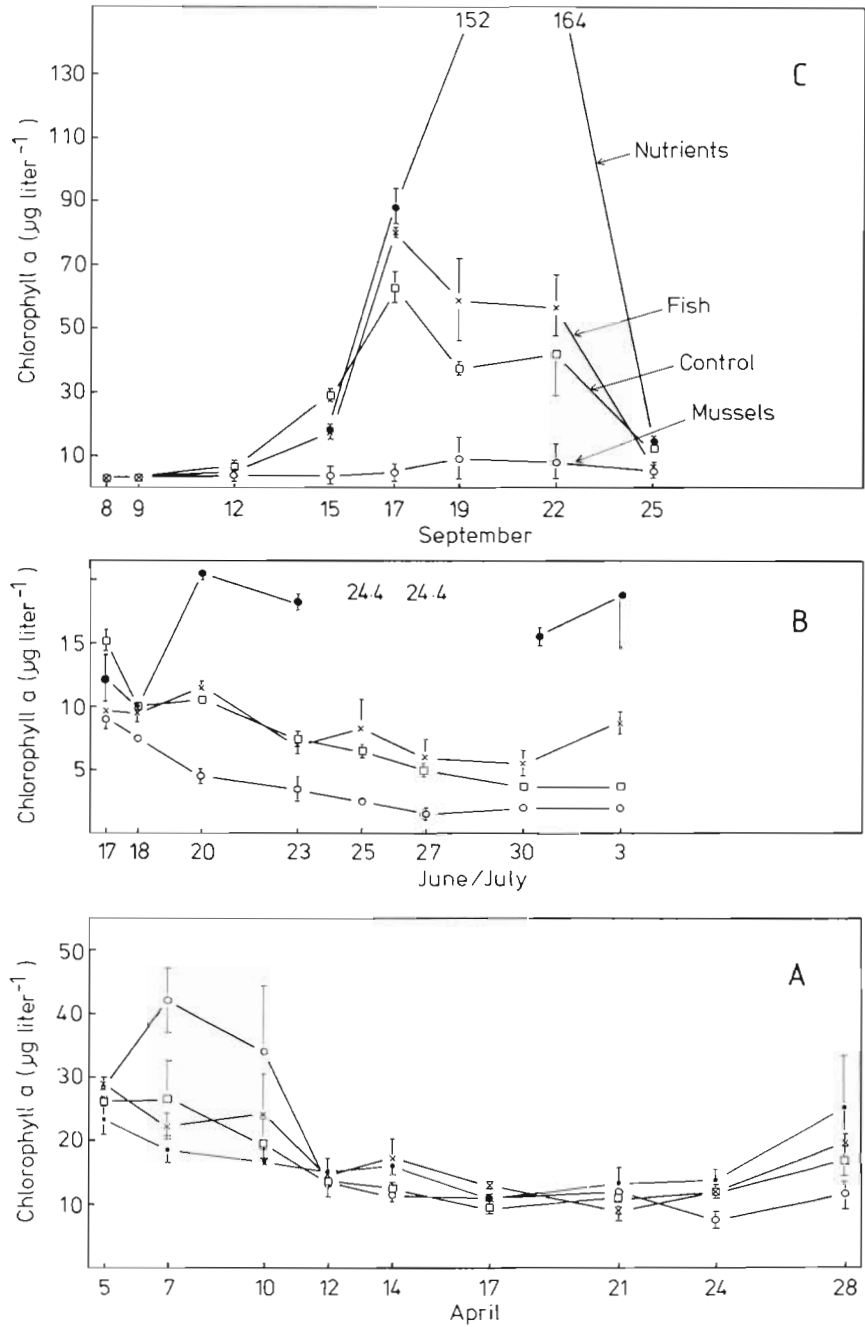 152 164
C
130
110
90
70
50
30
10
Chlorophyll a (µg liter⁻¹)
Nutrients
Fish
Control
Mussels
8 9 12 15 17 19 22 25
September
B
24.4 24.4
15
10
5
Chlorophyll a (µg liter⁻¹)
17 18 20 23 25 27 30 3
June/July
A
50
40
30
20
10
Chlorophyll a (µg liter⁻¹)
5 7 10 12 14 17 21 24 28
April